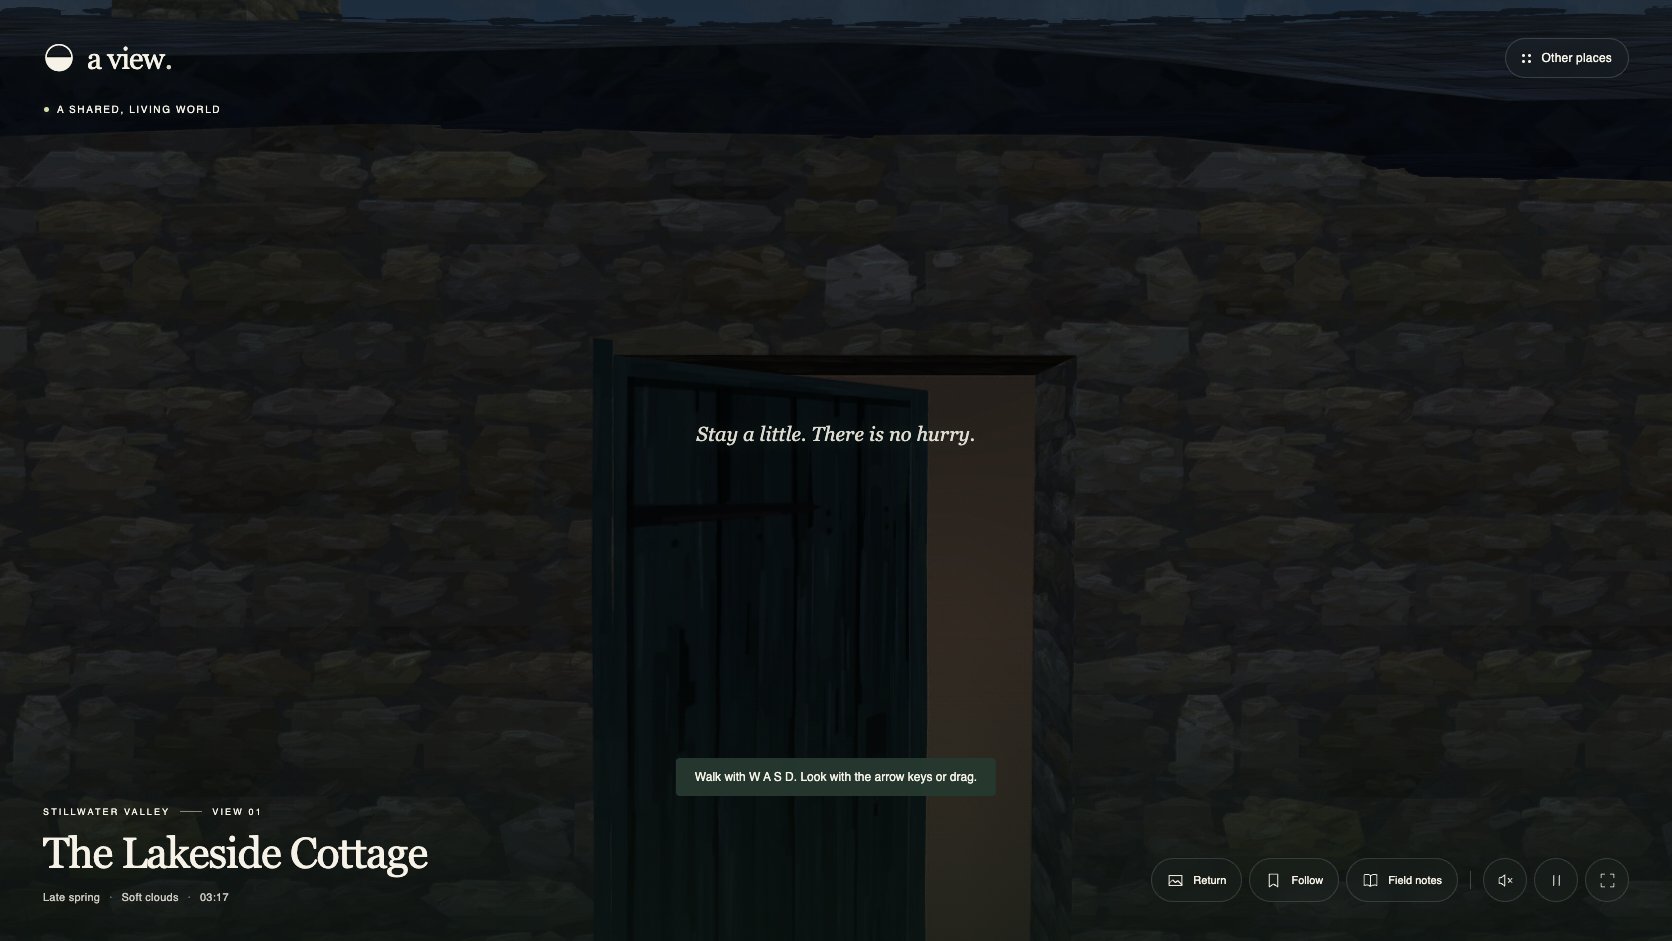 a view.
Other places
A SHARED, LIVING WORLD
Stay a little. There is no hurry.
Walk with W A S D. Look with the arrow keys or drag.
STILLWATER VALLEY — VIEW 01
The Lakeside Cottage
Late spring · Soft clouds · 03:17
Return
Follow
Field notes